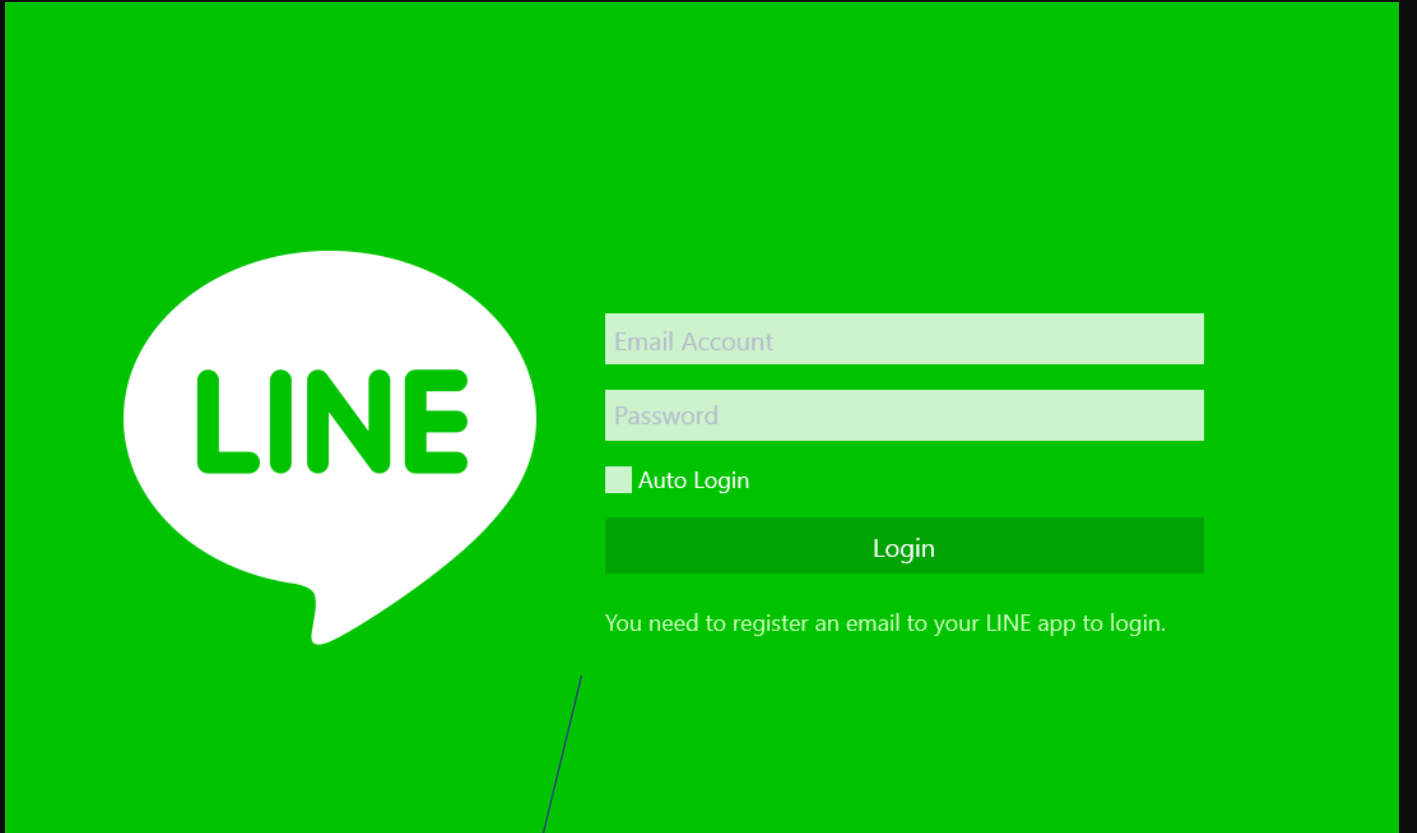 LINE
Email Account
Password
Auto Login
Login
You need to register an email to your LINE app to login.